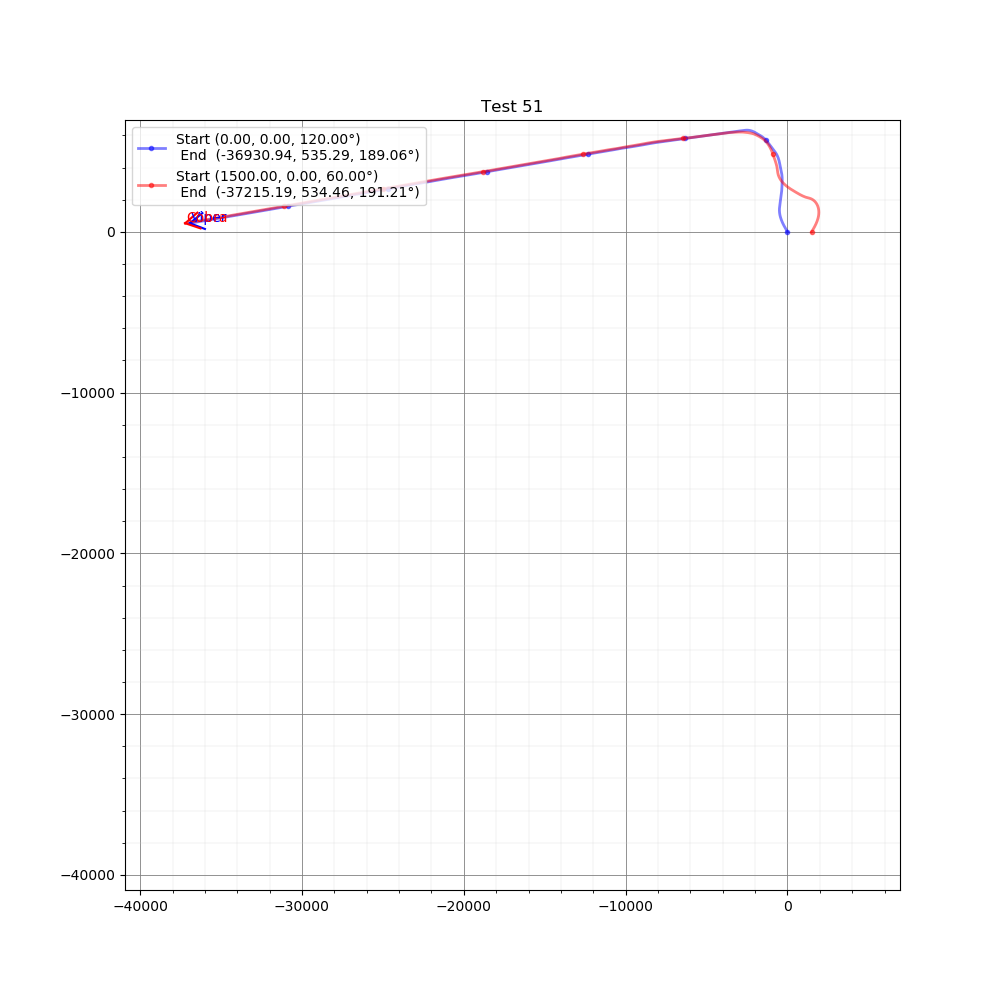 Test 51
Start (0.00, 0.00, 120.00°)
End (-36930.94, 535.29, 189.06°)
Start (1500.00, 0.00, 60.00°)
End (-37215.19, 534.46, 191.21°)
0
−10000
−20000
−30000
−40000
−40000 −30000 −20000 −10000 0